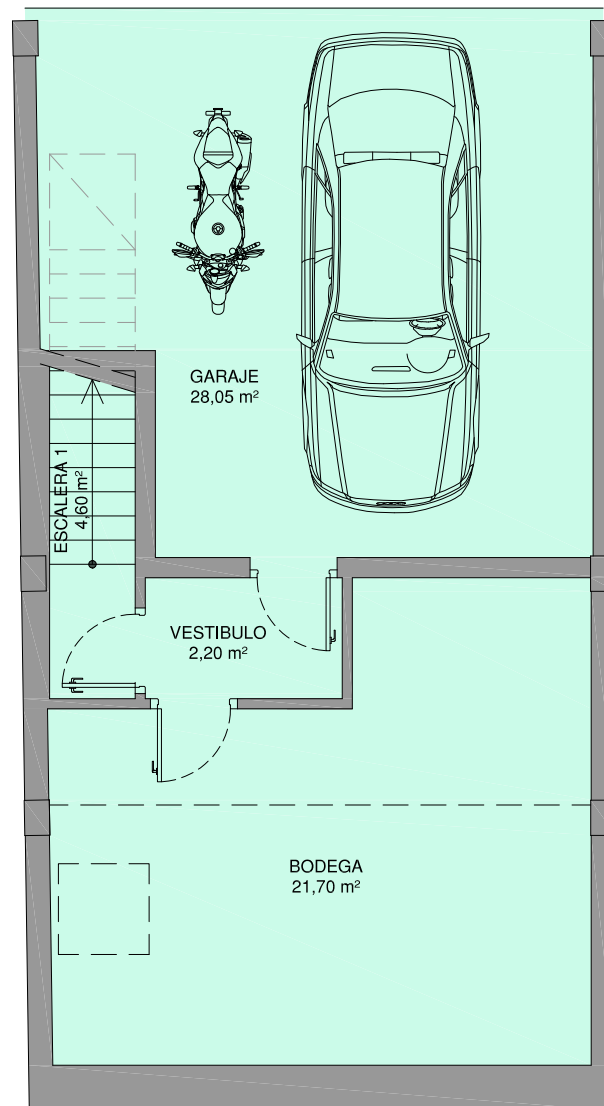 GARAJE
28,05 m²
ESCALERA 1
4,60 m²
VESTIBULO
2,20 m²
BODEGA
21,70 m²